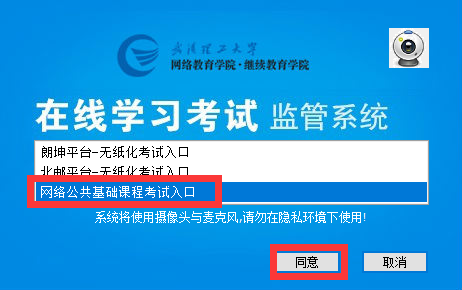 武汉理工大学
网络教育学院·继续教育学院
在线学习考试 监管系统
朗坤平台-无纸化考试入口
北邮平台-无纸化考试入口
网络公共基础课程考试入口
系统将使用摄像头与麦克风,请勿在隐私环境下使用!
同意 取消